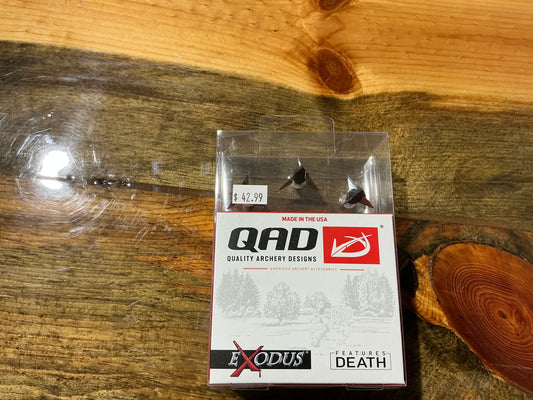 $ 42.99
MADE IN THE USA
QAD
®
QUALITY ARCHERY DESIGNS
AMERICA'S ARCHERY ACCESSORIES
EXODUS
FEATURES
DEATH